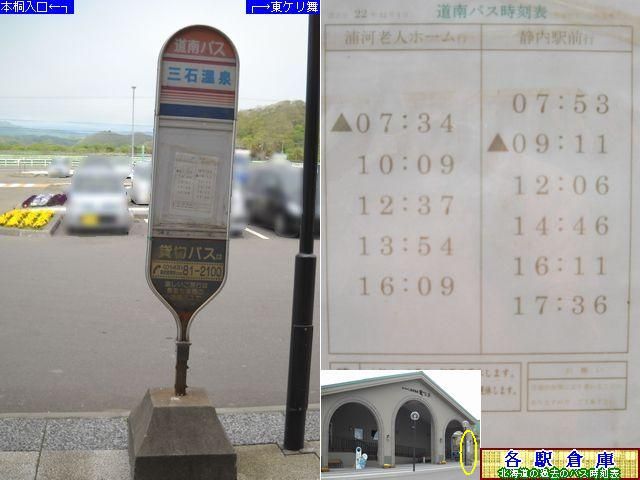 本桐入口←┐
┌→東ケリ舞
道南バス
三石温泉
貸切バスは
81-2100
道南バス時刻表
浦河老人ホーム行
静内駅前行
▲07:34
10:09
12:37
13:54
16:09
07:53
▲09:11
12:06
14:46
16:11
17:36
お願い
各駅倉庫
北海道の過去のバス時刻表